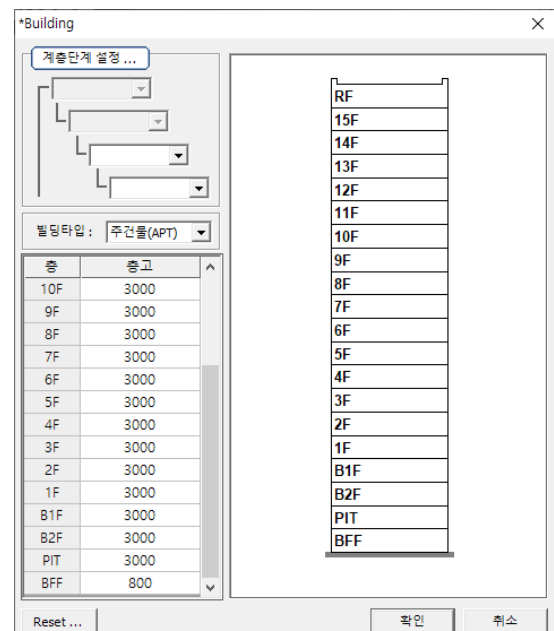 *Building
계층단계 설정 ...
빌딩타입 : 주건물(APT)
층 층고
10F 3000
9F 3000
8F 3000
7F 3000
6F 3000
5F 3000
4F 3000
3F 3000
2F 3000
1F 3000
B1F 3000
B2F 3000
PIT 3000
BFF 800
Reset ...
RF
15F
14F
13F
12F
11F
10F
9F
8F
7F
6F
5F
4F
3F
2F
1F
B1F
B2F
PIT
BFF
확인 취소